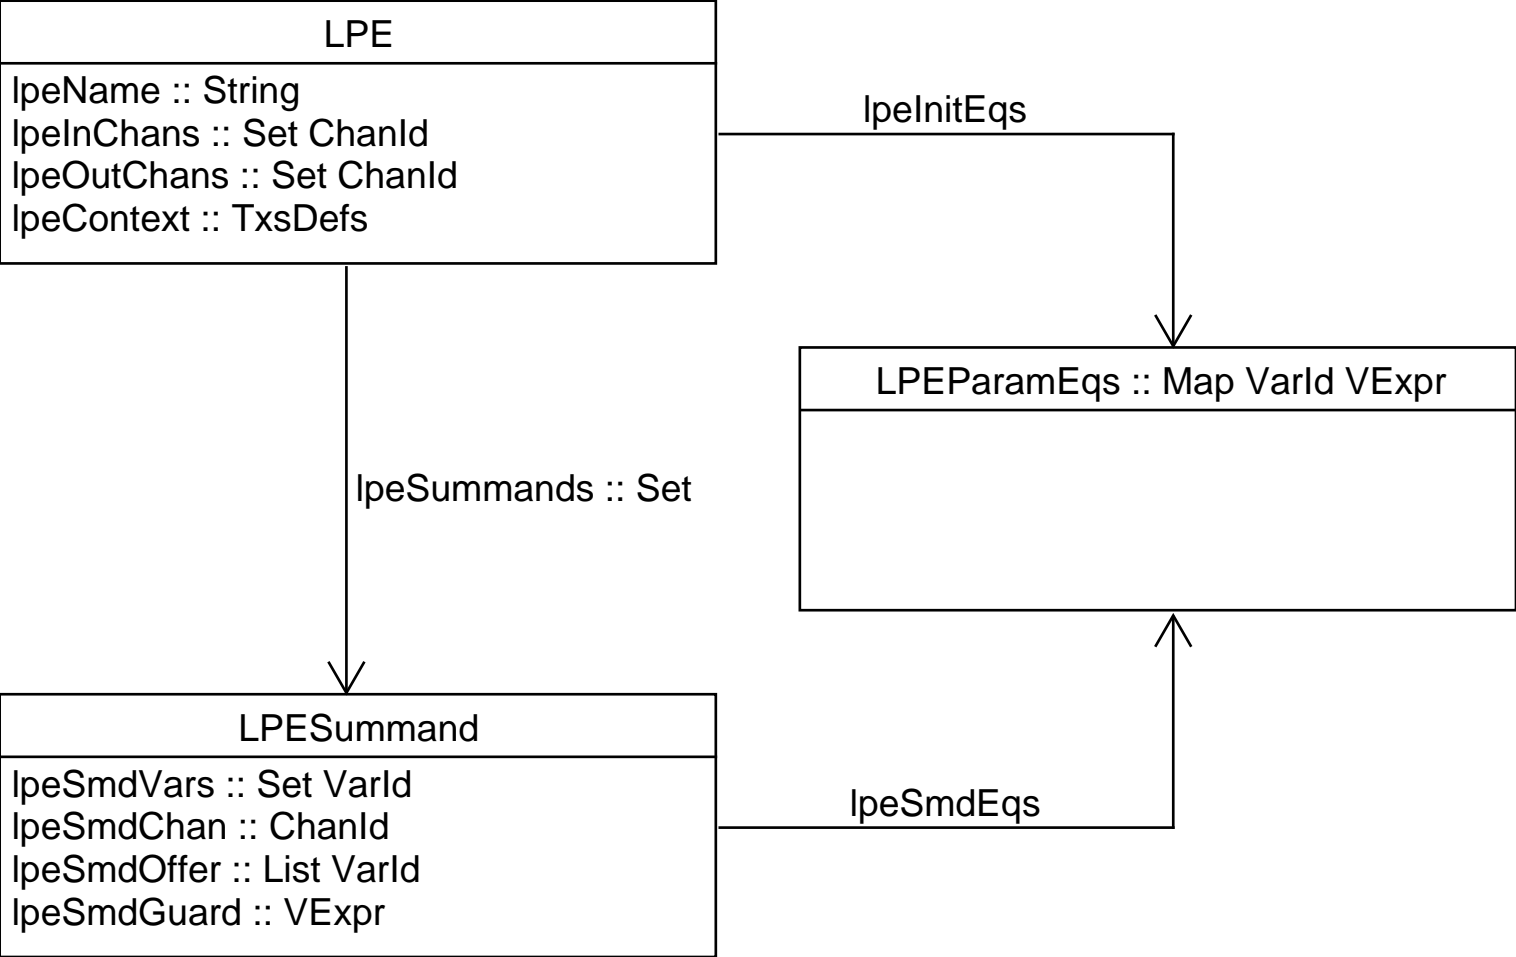 LPE
lpeName :: String
lpeInChans :: Set ChanId
lpeOutChans :: Set ChanId
lpeContext :: TxsDefs
lpeInitEqs
LPEParamEqs :: Map VarId VExpr
lpeSummands :: Set
LPESummand
lpeSmdVars :: Set VarId
lpeSmdChan :: ChanId
lpeSmdOffer :: List VarId
lpeSmdGuard :: VExpr
lpeSmdEqs